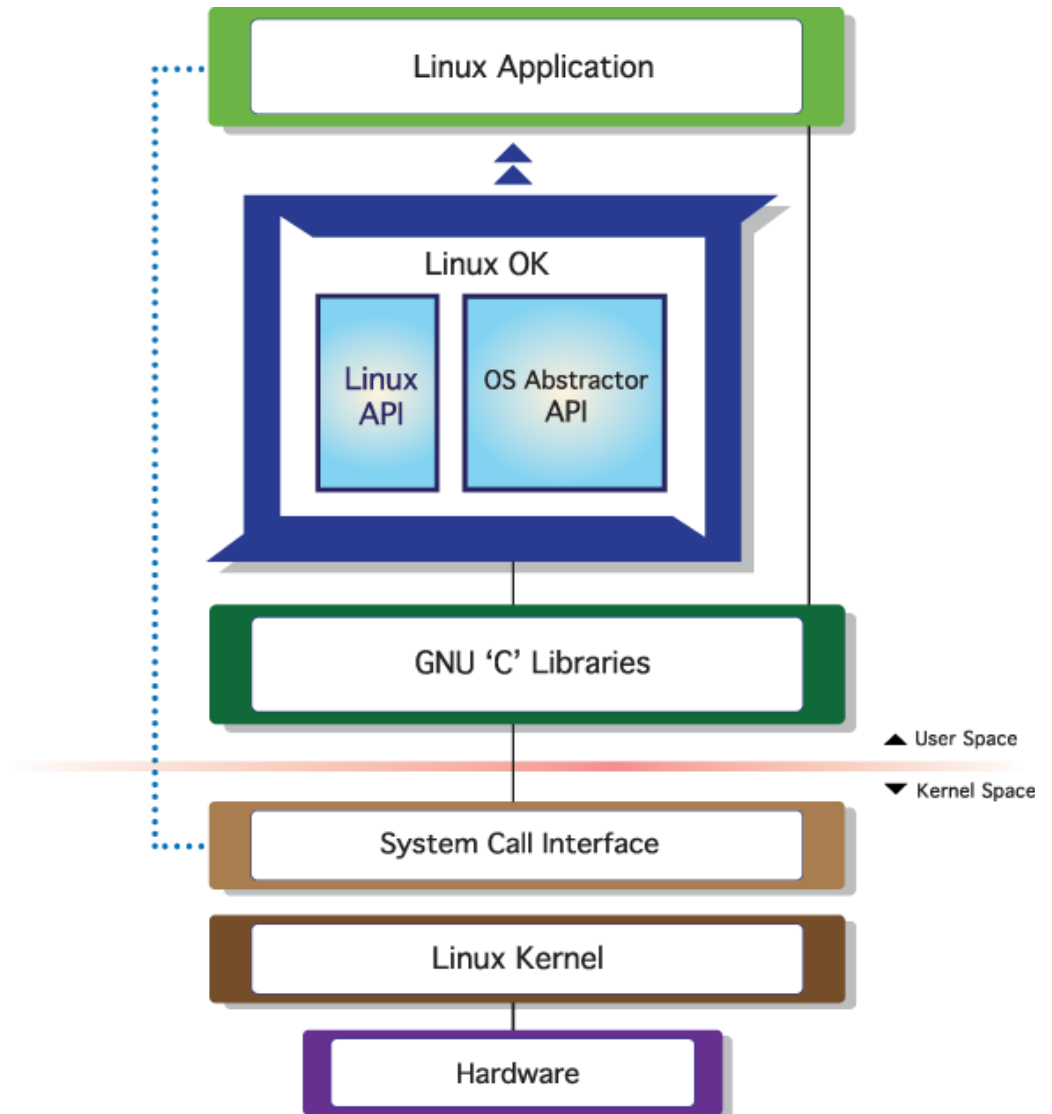 Linux Application
Linux OK
Linux
API
OS Abstractor
API
GNU ‘C’ Libraries
User Space
Kernel Space
System Call Interface
Linux Kernel
Hardware